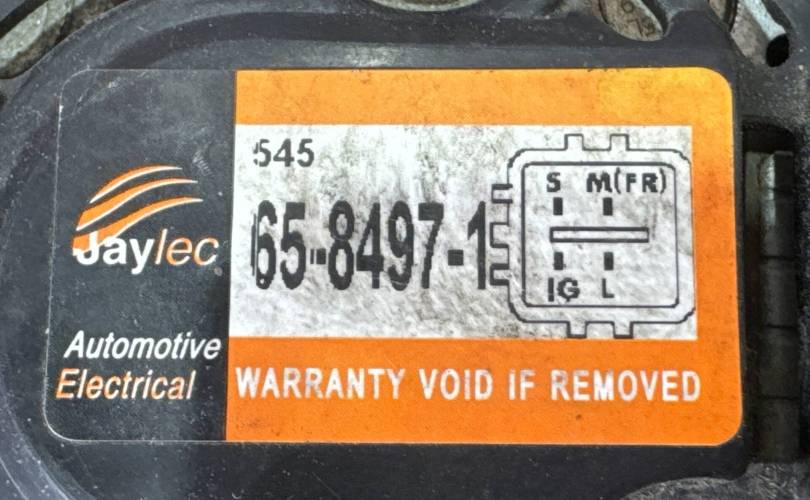 Jaylec
Automotive
Electrical
545
65-8497-1
S M(FR)
IG L
WARRANTY VOID IF REMOVED